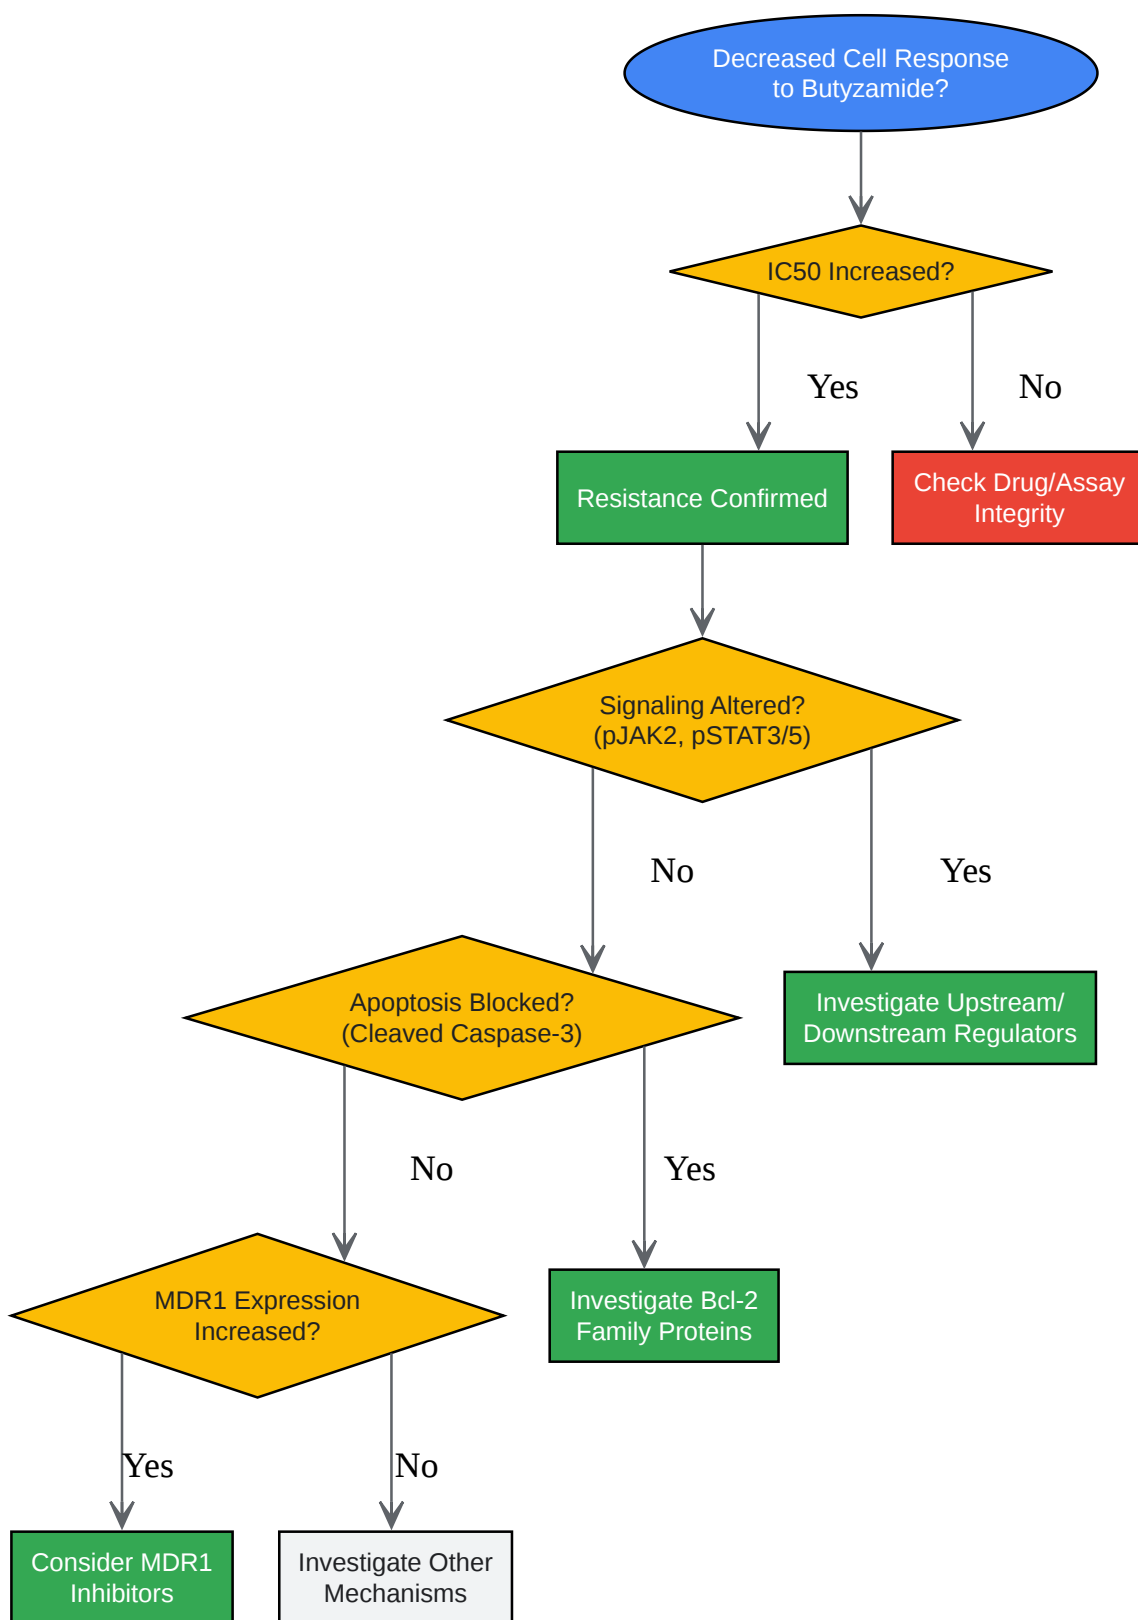 Decreased Cell Response
to Butyzamide?
IC50 Increased?
Yes
No
Resistance Confirmed
Check Drug/Assay
Integrity
Signaling Altered?
(pJAK2, pSTAT3/5)
No
Yes
Apoptosis Blocked?
(Cleaved Caspase-3)
Investigate Upstream/
Downstream Regulators
No
Yes
MDR1 Expression
Increased?
Investigate Bcl-2
Family Proteins
Yes
No
Consider MDR1
Inhibitors
Investigate Other
Mechanisms